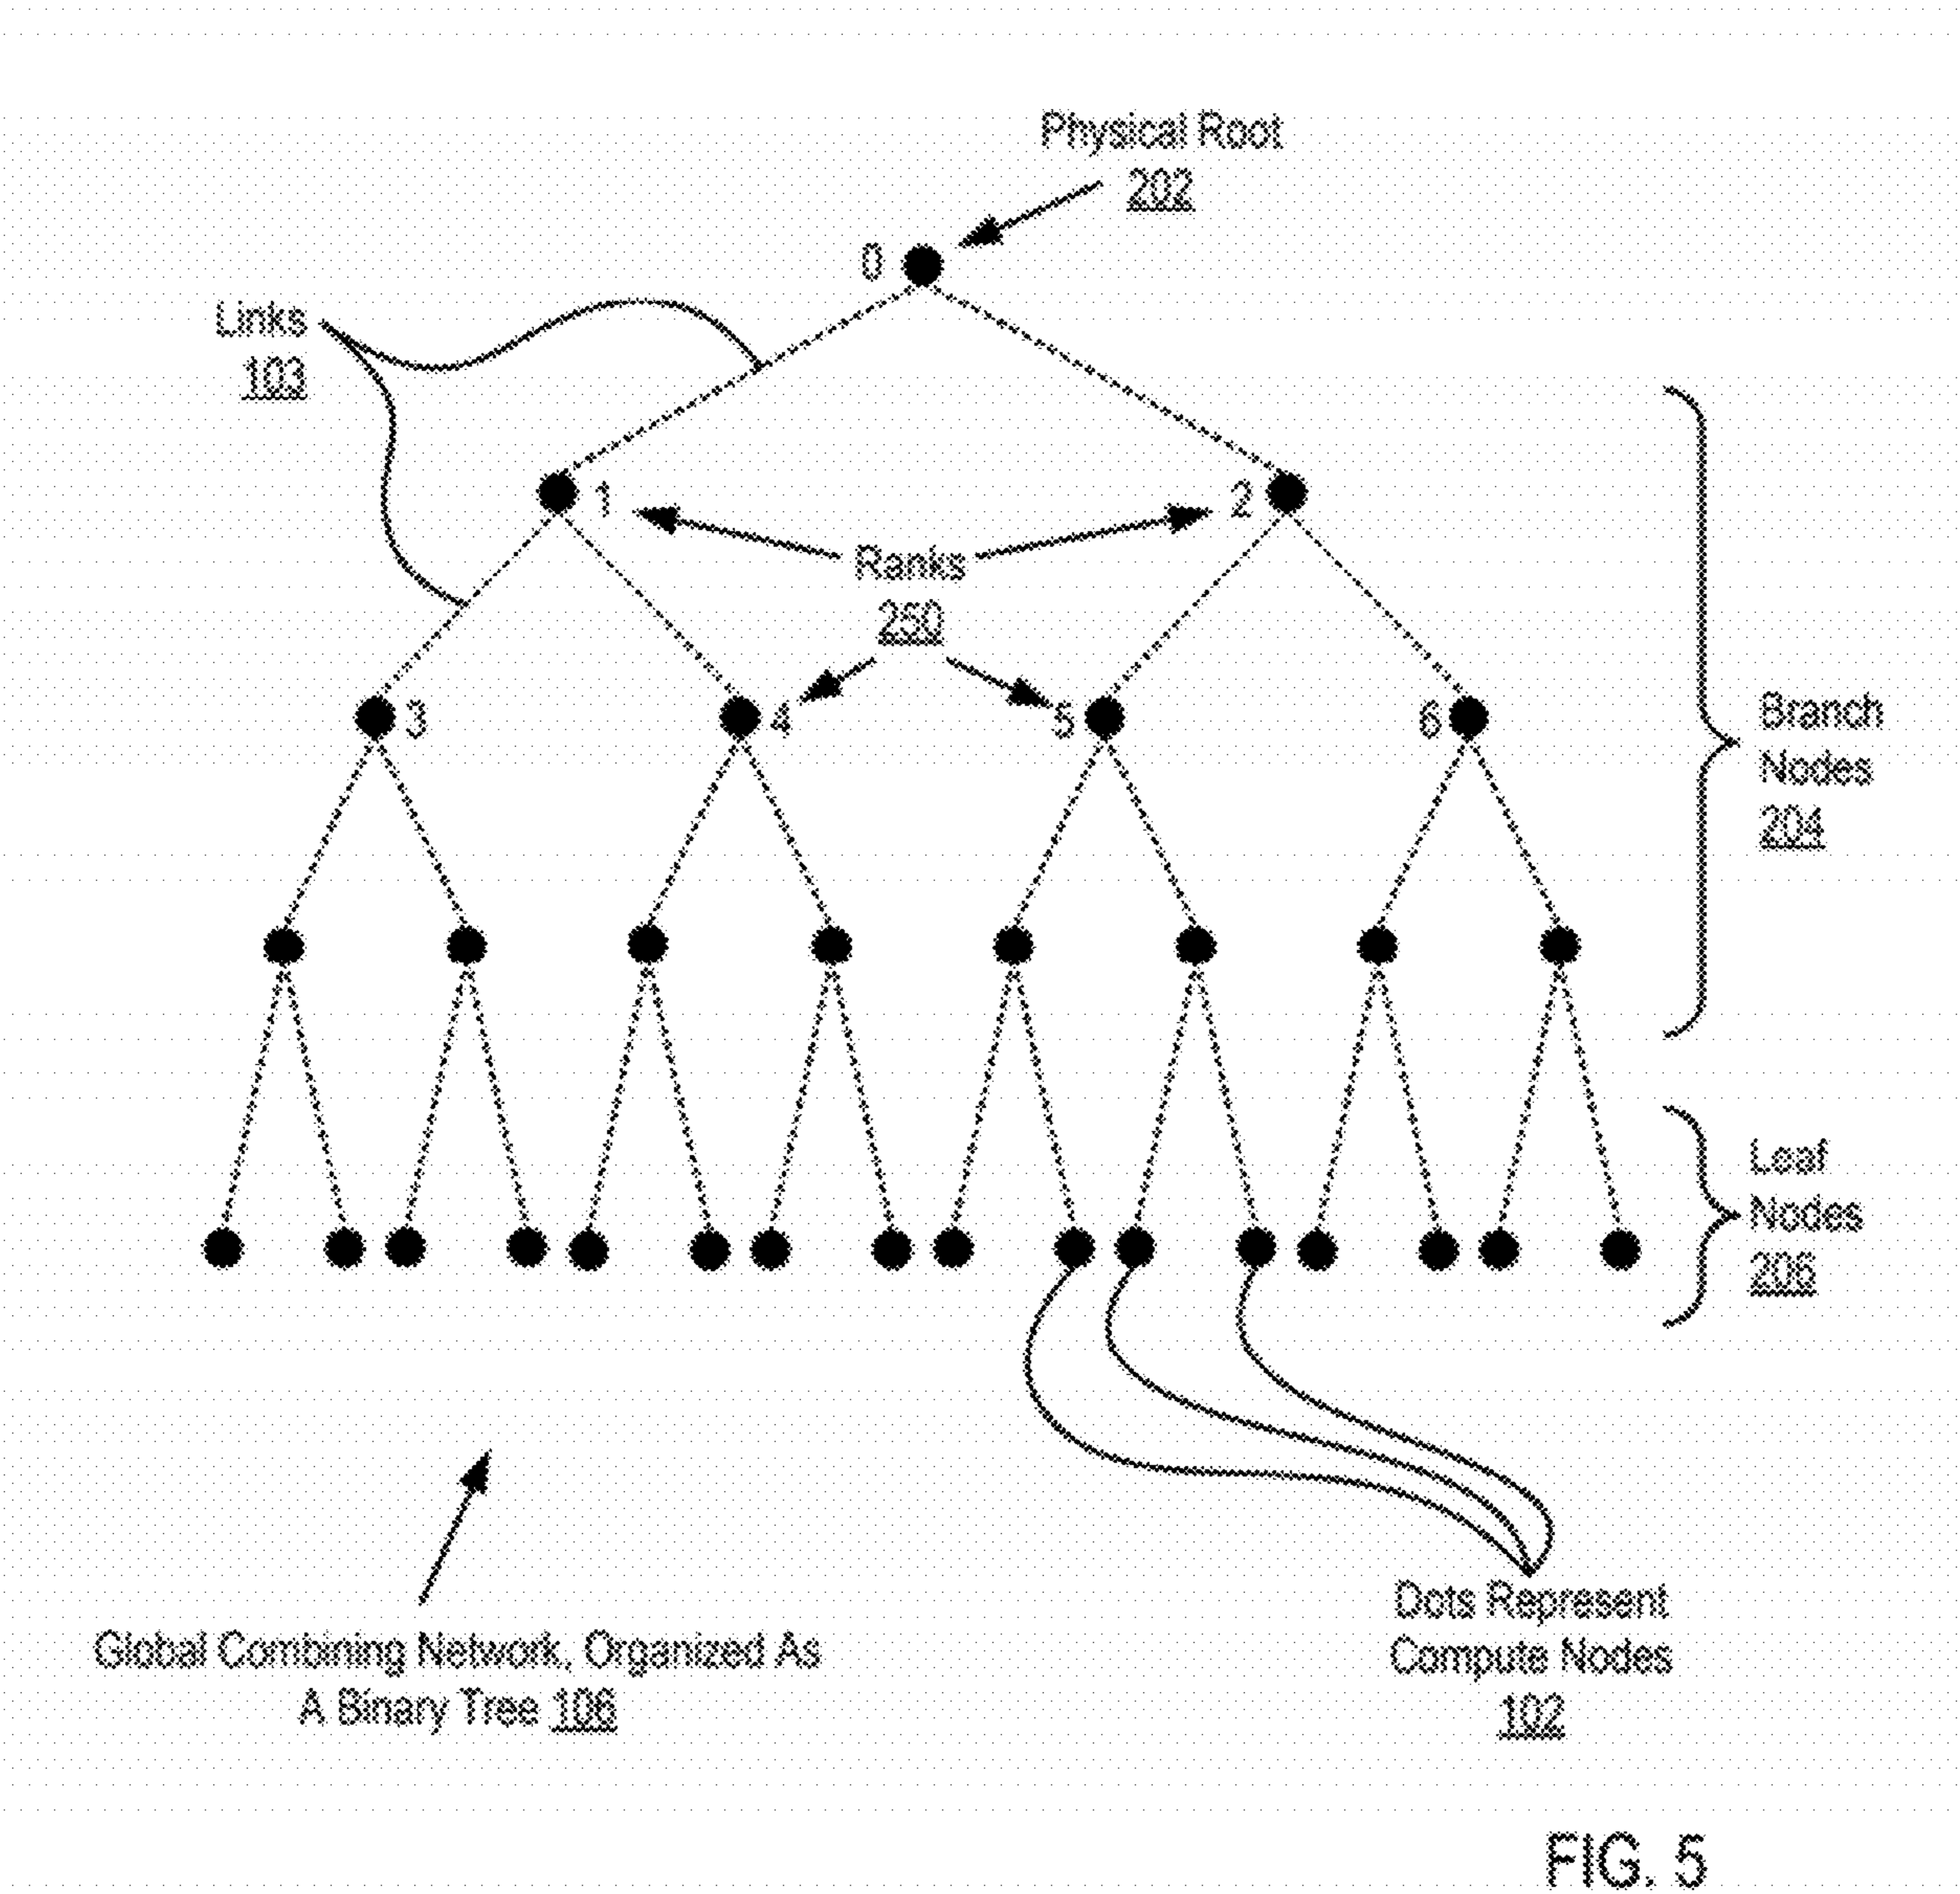 Physical Root
202
0
Links
103
1
2
Ranks
250
3
4
5
6
Branch
Nodes
204
Leaf
Nodes
206
Dots Represent
Compute Nodes
102
Global Combining Network, Organized As
A Binary Tree 106
FIG. 5